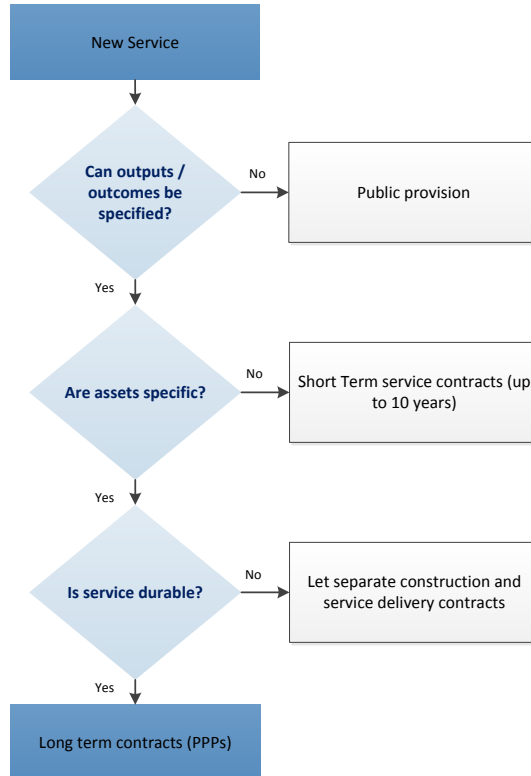 New Service
Can outputs /
outcomes be
specified?
No
Public provision
Yes
Are assets specific?
No
Short Term service contracts (up
to 10 years)
Yes
Is service durable?
No
Let separate construction and
service delivery contracts
Yes
Long term contracts (PPPs)